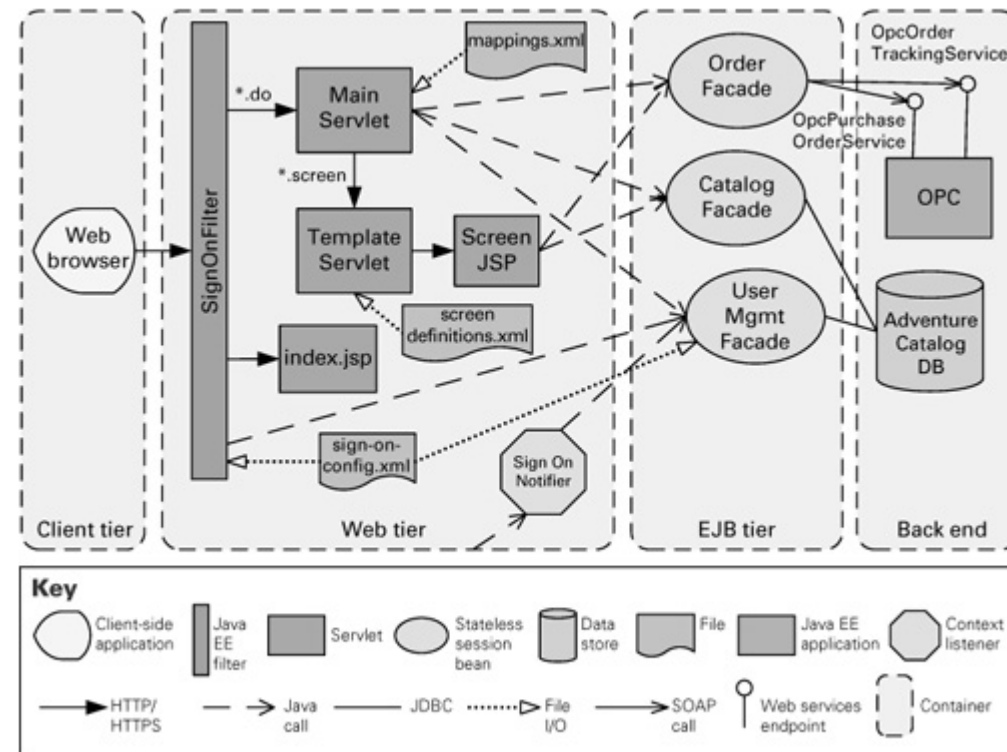 mappings.xml
*.do
Main
Servlet
*.screen
Template
Servlet
Screen
JSP
screen
definitions.xml
index.jsp
sign-on-
config.xml
Sign On
Notifier
SignOnFilter
Web
browser
Order
Facade
Catalog
Facade
User
Mgmt
Facade
OpcOrder
TrackingService
OpcPurchase
OrderService
OPC
Adventure
Catalog
DB
Client tier
Web tier
EJB tier
Back end
Key
Client-side
application
Java
EE
filter
Servlet
Stateless
session
bean
Data
store
File
Java EE
application
Context
listener
HTTP/
HTTPS
Java
call
JDBC
File
I/O
SOAP
call
Web services
endpoint
Container